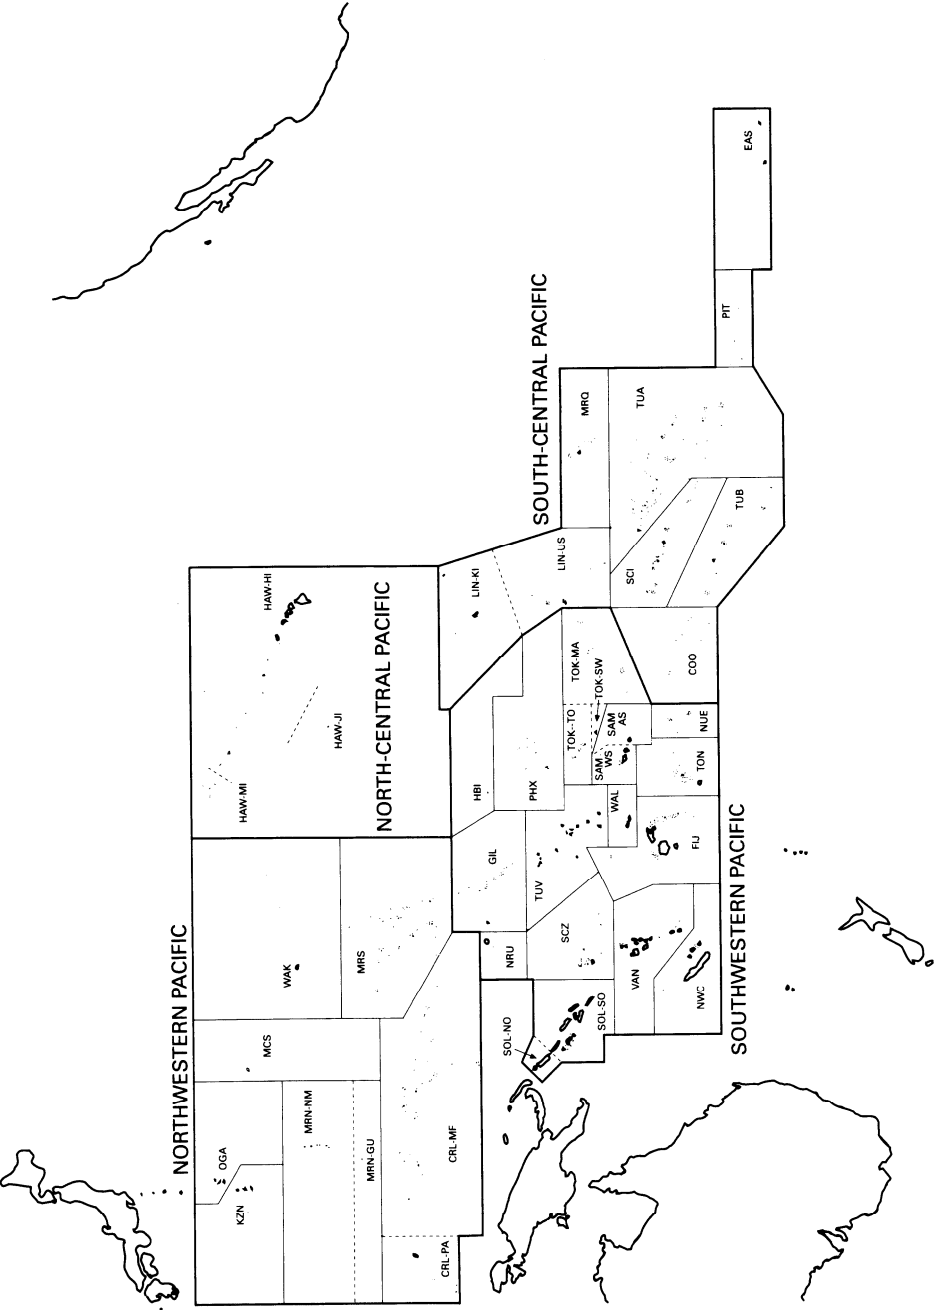 NORTHWESTERN PACIFIC
NORTH-CENTRAL PACIFIC
SOUTH-CENTRAL PACIFIC
SOUTHWESTERN PACIFIC
OGA
KZN
MCS
WAK
MRN-NM
MRN-GU
MRS
CRL-MF
CRL-PA
HAW-MI
HAW-HI
HAW-JI
HBI
LIN-KI
LIN-US
PHX
GIL
NRU
TUV
SCZ
SOL-NO
SOL-SO
TOK-TO
TOK-MA
TOK-SW
SAM
WS
SAM
AS
WAL
VAN
FIJ
NWC
TON
NUE
COO
MRQ
TUA
SCI
TUB
PIT
EAS